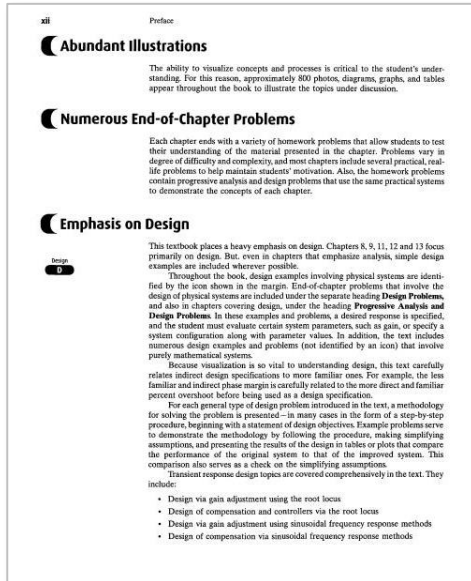 xii
Preface
Abundant Illustrations
The ability to visualize concepts and processes is critical to the student's under-
standing. For this reason, approximately 800 photos, diagrams, graphs, and tables
appear throughout the book to illustrate the topics under discussion.
Numerous End-of-Chapter Problems
Each chapter ends with a variety of homework problems that allow students to test
their understanding of the material presented in the chapter. Problems vary in
degree of difficulty and complexity, and most chapters include several practical, real-
life problems to help maintain students' motivation. Also, the homework problems
contain progressive analysis and design problems that use the same practical systems
to demonstrate the concepts of each chapter.
Emphasis on Design
This textbook places a heavy emphasis on design. Chapters 8, 9, 11, 12 and 13 focus
primarily on design. But, even in chapters that emphasize analysis, simple design
examples are included wherever possible.
Design
D
Throughout the book, design examples involving physical systems are identi-
fied by the icon shown in the margin. End-of-chapter problems that involve the
design of physical systems are included under the separate heading Design Problems,
and also in chapters covering design, under the heading Progressive Analysis and
Design Problems. In these examples and problems, a desired response is specified,
and the student must evaluate certain system parameters, such as gain, or specify a
system configuration along with parameter values. In addition, the text includes
numerous design examples and problems (not identified by an icon) that involve
purely mathematical systems.
Because visualization is so vital to understanding design, this text carefully
relates indirect design specifications to more familiar ones. For example, the less
familiar and indirect phase margin is carefully related to the more direct and familiar
percent overshoot before being used as a design specification.
For each general type of design problem introduced in the text, a methodology
for solving the problem is presented—in many cases in the form of a step-by-step
procedure, beginning with a statement of design objectives. Example problems serve
to demonstrate the methodology by following the procedure, making simplifying
assumptions, and presenting the results of the design in tables or plots that compare
the performance of the original system to that of the improved system. This
comparison also serves as a check on the simplifying assumptions.
Transient response design topics are covered comprehensively in the text. They
include:
• Design via gain adjustment using the root locus
• Design of compensation and controllers via the root locus
• Design via gain adjustment using sinusoidal frequency response methods
• Design of compensation via sinusoidal frequency response methods